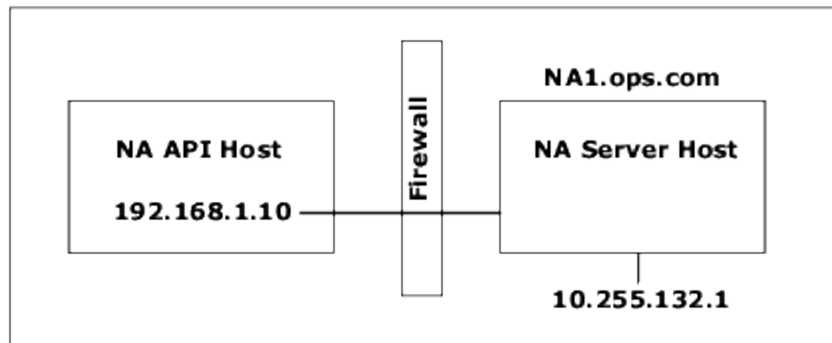 NA1.ops.com
NA API Host
Firewall
NA Server Host
192.168.1.10
10.255.132.1